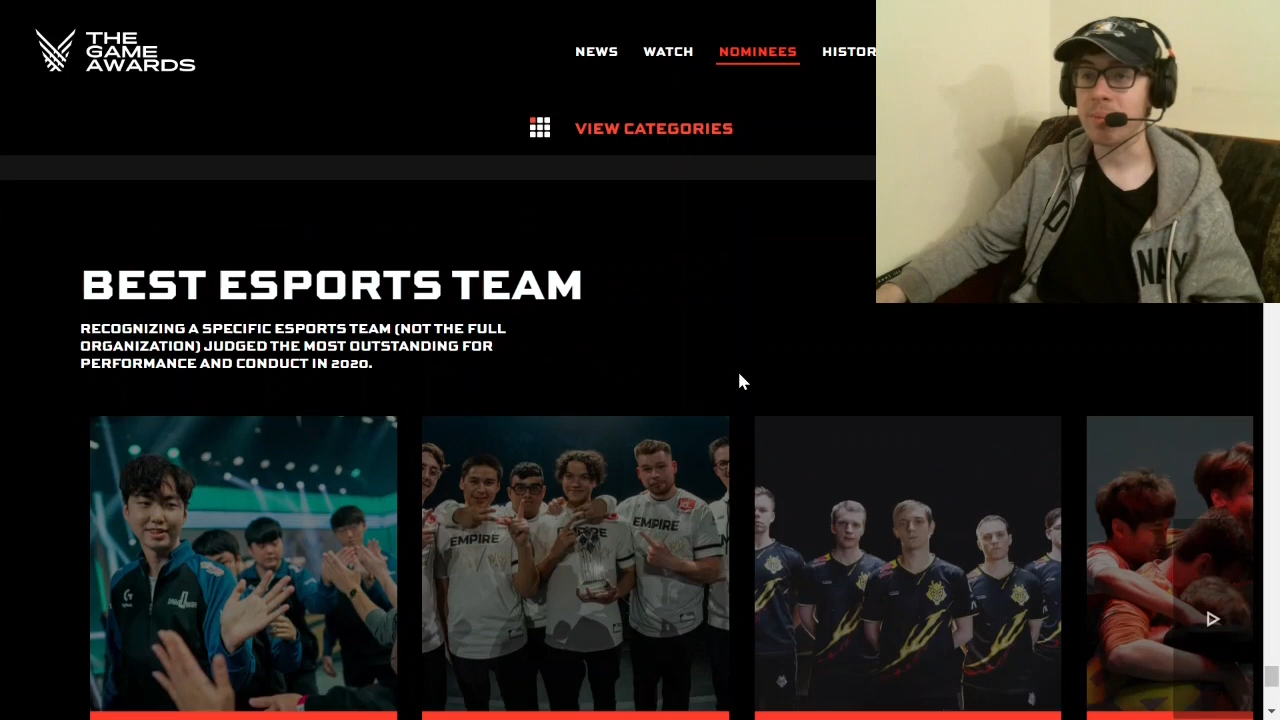 THE
GAME
AWARDS
NEWS WATCH NOMINEES HISTOR
VIEW CATEGORIES
BEST ESPORTS TEAM
RECOGNIZING A SPECIFIC ESPORTS TEAM (NOT THE FULL
ORGANIZATION) JUDGED THE MOST OUTSTANDING FOR
PERFORMANCE AND CONDUCT IN 2020.
EMPIRE
NAV